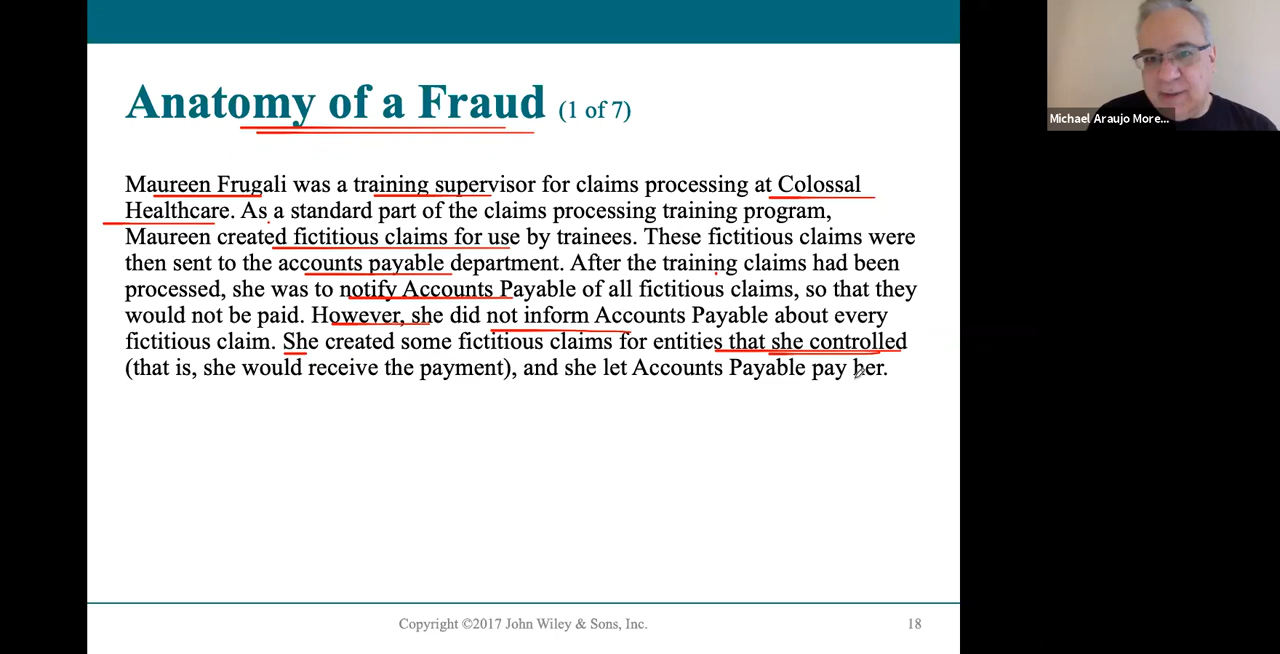 Anatomy of a Fraud (1 of 7)
Michael Araujo More...
Maureen Frugali was a training supervisor for claims processing at Colossal
Healthcare. As a standard part of the claims processing training program,
Maureen created fictitious claims for use by trainees. These fictitious claims were
then sent to the accounts payable department. After the training claims had been
processed, she was to notify Accounts Payable of all fictitious claims, so that they
would not be paid. However, she did not inform Accounts Payable about every
fictitious claim. She created some fictitious claims for entities that she controlled
(that is, she would receive the payment), and she let Accounts Payable pay her.
Copyright ©2017 John Wiley & Sons, Inc.
18